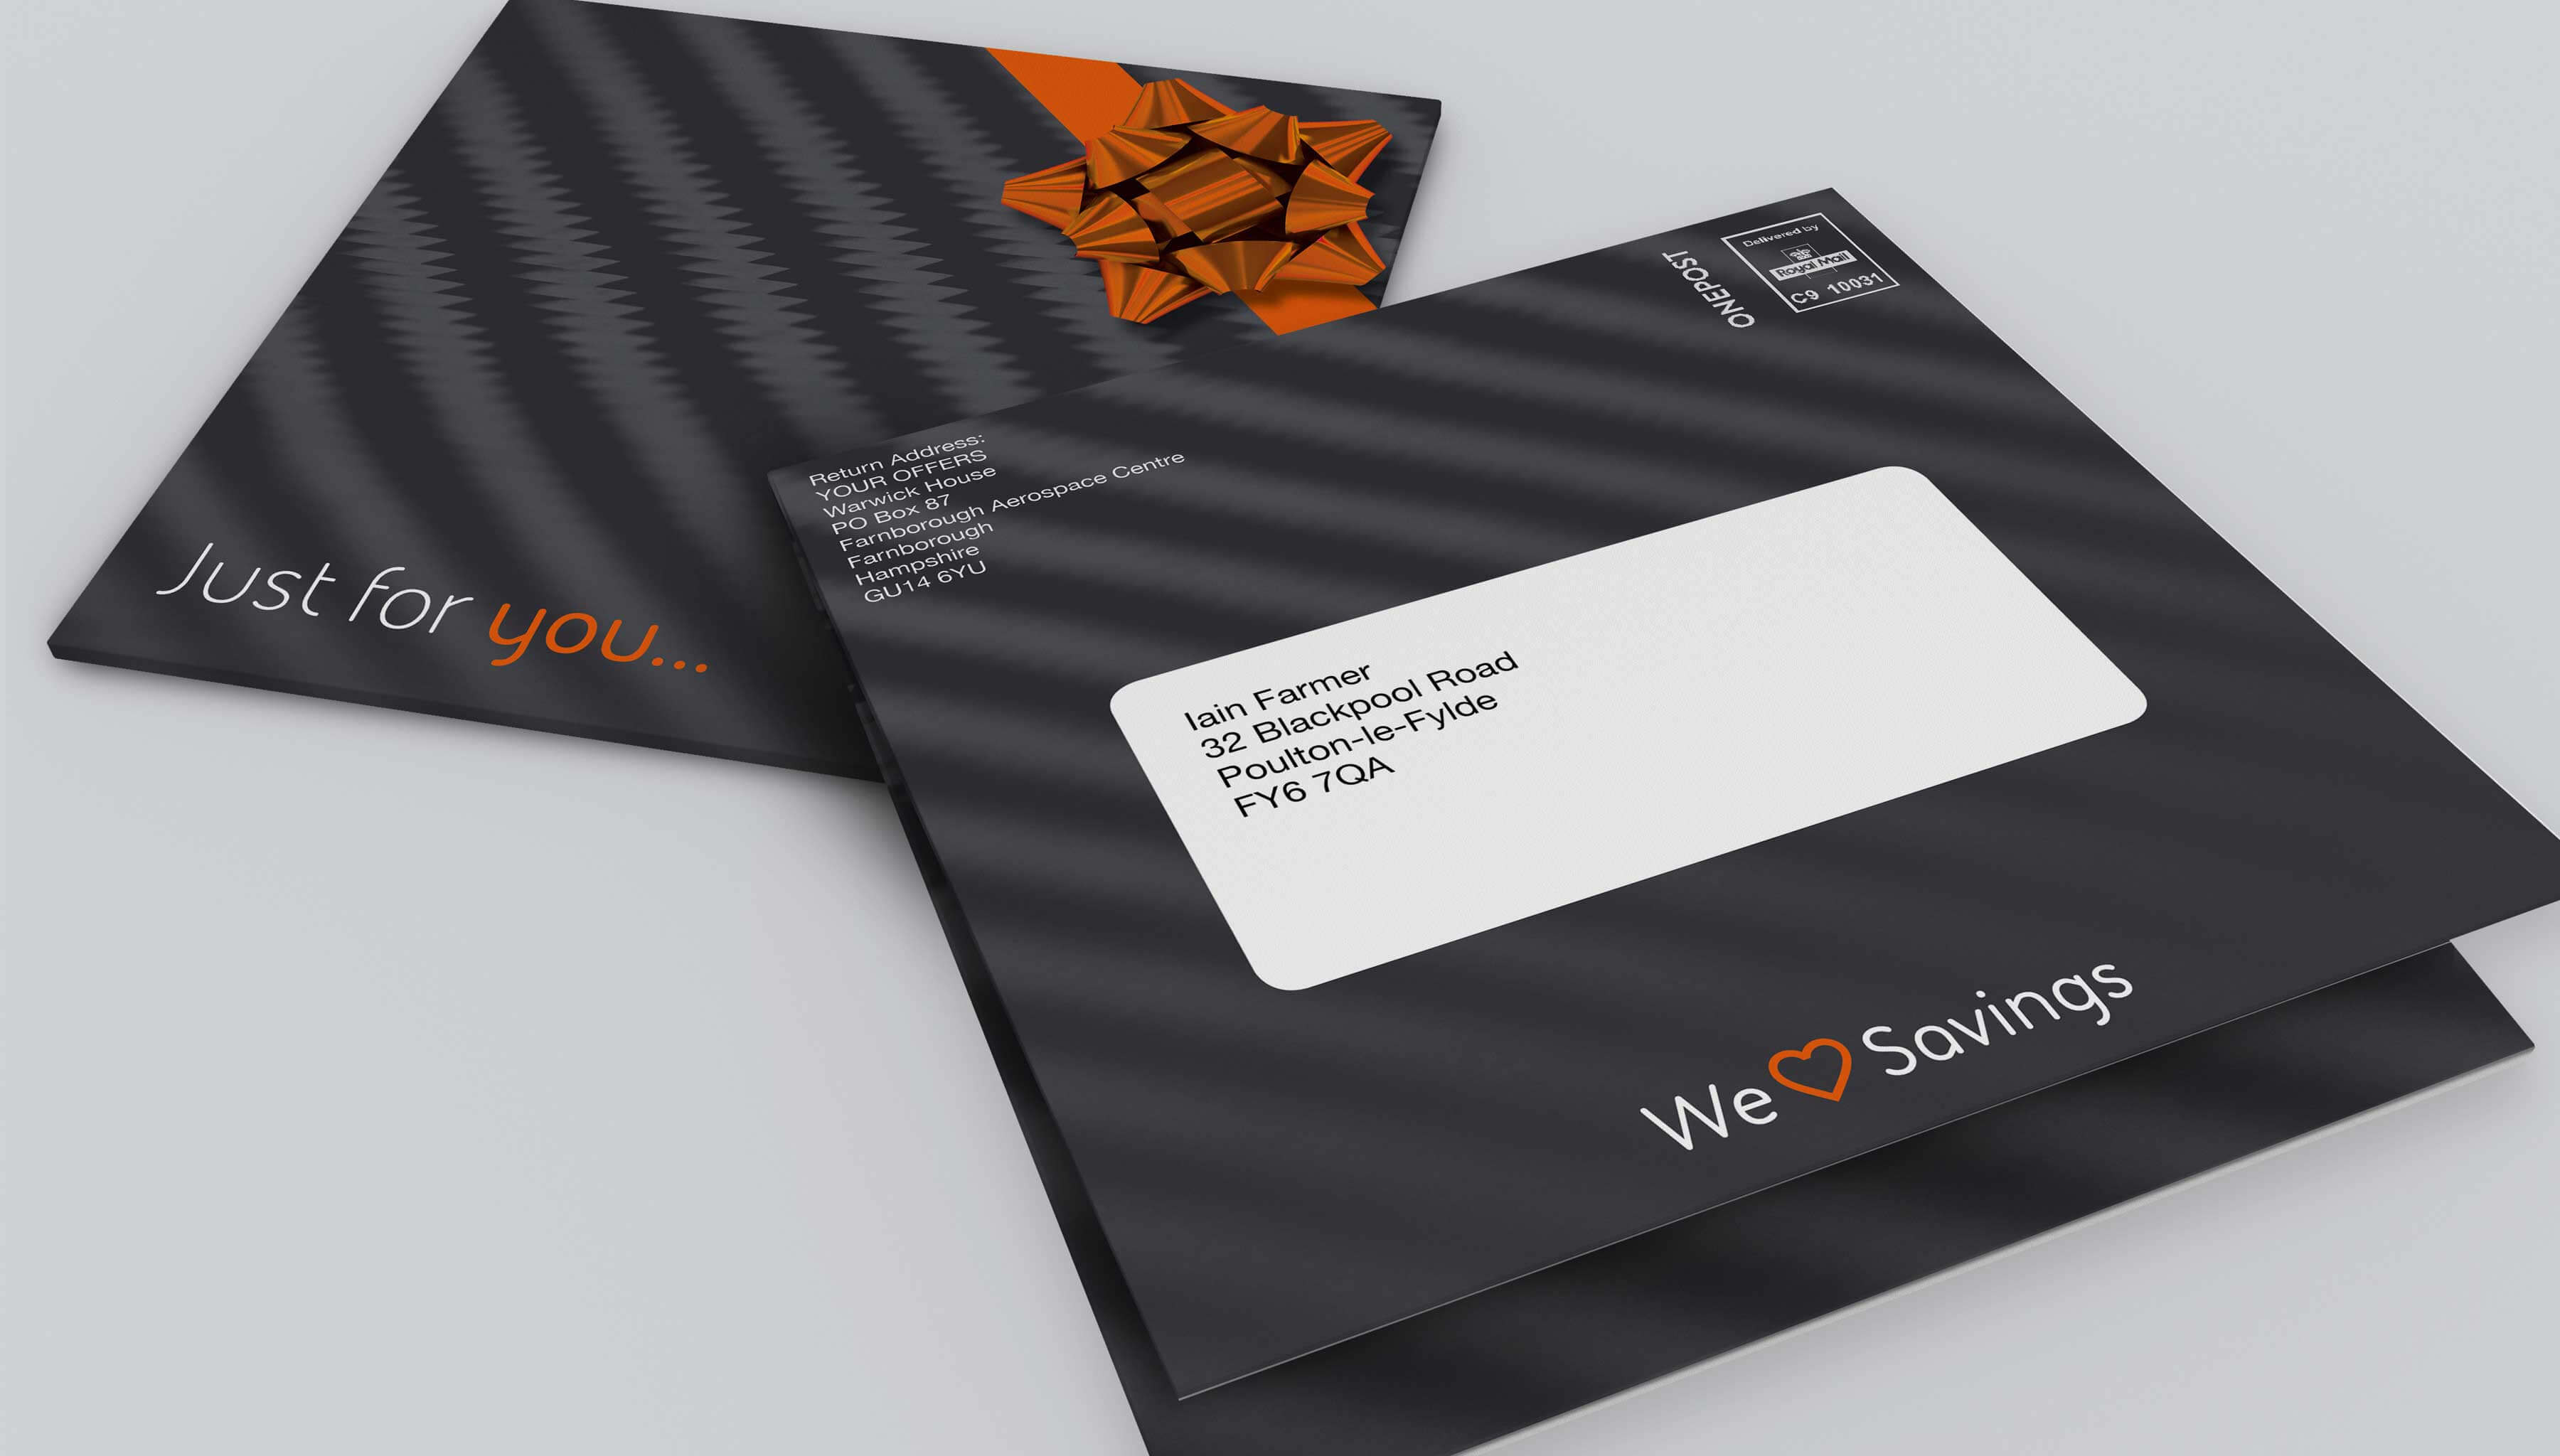 Just for you...
Return Address:
YOUR OFFERS
Warwick House
PO Box 87
Farnborough Aerospace Centre
Farnborough
Hampshire
GU14 6YU
ONEPOST
Delivered by
Royal Mail
C9 10031
Iain Farmer
32 Blackpool Road
Poulton-le-Fylde
FY6 7QA
We Savings